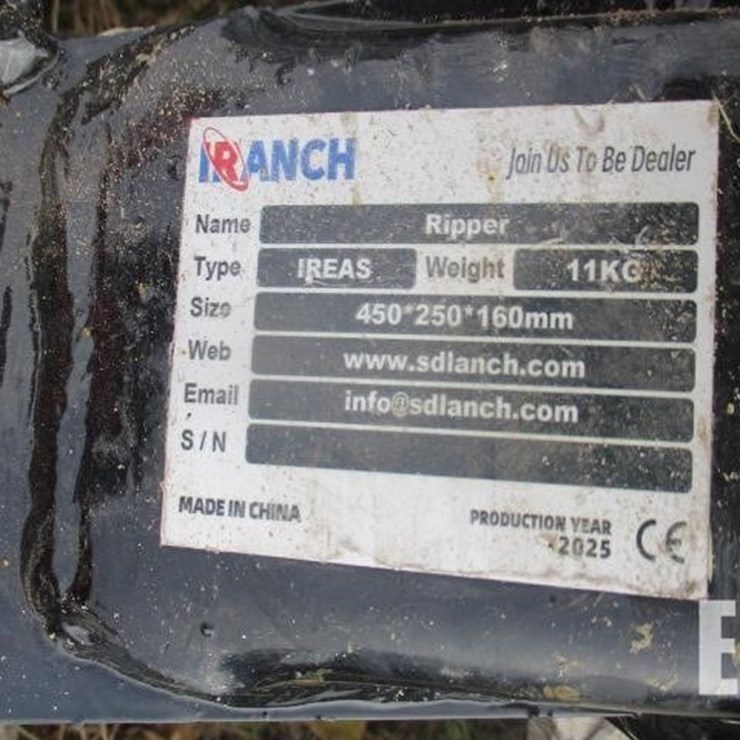 IRANCH Join Us To Be Dealer
Name Ripper
Type IREAS Weight 11KG
Size 450*250*160mm
Web www.sdlanch.com
Email info@sdlanch.com
S/N
MADE IN CHINA PRODUCTION YEAR
2025 CE
E